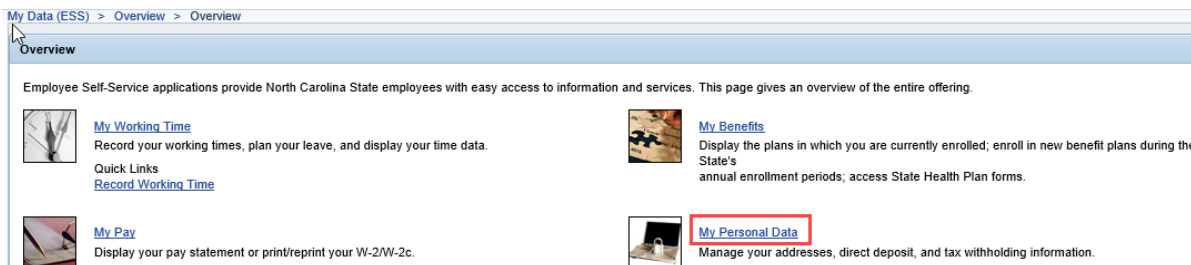 My Data (ESS) > Overview > Overview
Overview
Employee Self-Service applications provide North Carolina State employees with easy access to information and services. This page gives an overview of the entire offering.
My Working Time
Record your working times, plan your leave, and display your time data.
Quick Links
Record Working Time
My Benefits
Display the plans in which you are currently enrolled; enroll in new benefit plans during the
State's
annual enrollment periods; access State Health Plan forms.
My Pay
Display your pay statement or print/reprint your W-2/W-2c.
My Personal Data
Manage your addresses, direct deposit, and tax withholding information.